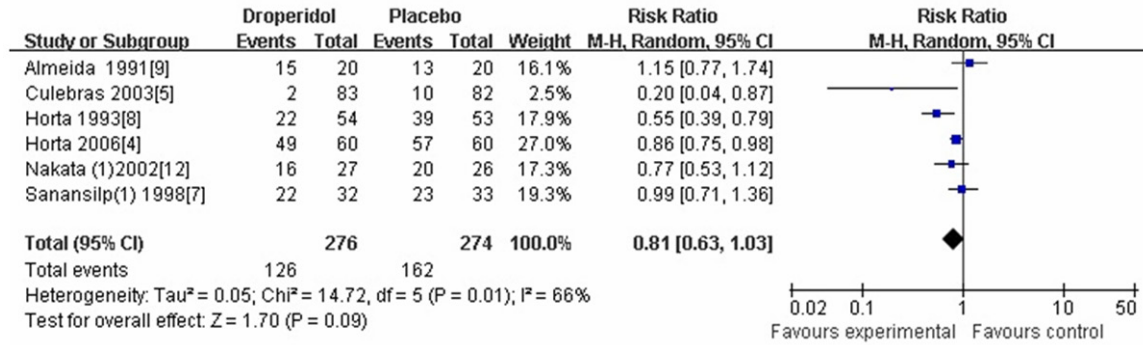 Droperidol Placebo Risk Ratio Risk Ratio
Study or Subgroup Events Total Events Total Weight M-H, Random, 95% CI M-H, Random, 95% CI
Almeida 1991[9] 15 20 13 20 16.1% 1.15 [0.77, 1.74]
Culebras 2003[5] 2 83 10 82 2.5% 0.20 [0.04, 0.87]
Horta 1993[8] 22 54 39 53 17.9% 0.55 [0.39, 0.79]
Horta 2006[4] 49 60 57 60 27.0% 0.86 [0.75, 0.98]
Nakata (1)2002[12] 16 27 20 26 17.3% 0.77 [0.53, 1.12]
Sanansilp(1) 1998[7] 22 32 23 33 19.3% 0.99 [0.71, 1.36]
Total (95% CI) 276 274 100.0% 0.81 [0.63, 1.03]
Total events 126 162
Heterogeneity: Tau² = 0.05; Chi² = 14.72, df = 5 (P = 0.01); I² = 66%
Test for overall effect: Z = 1.70 (P = 0.09)
0.02 0.1 1 10 50
Favours experimental Favours control